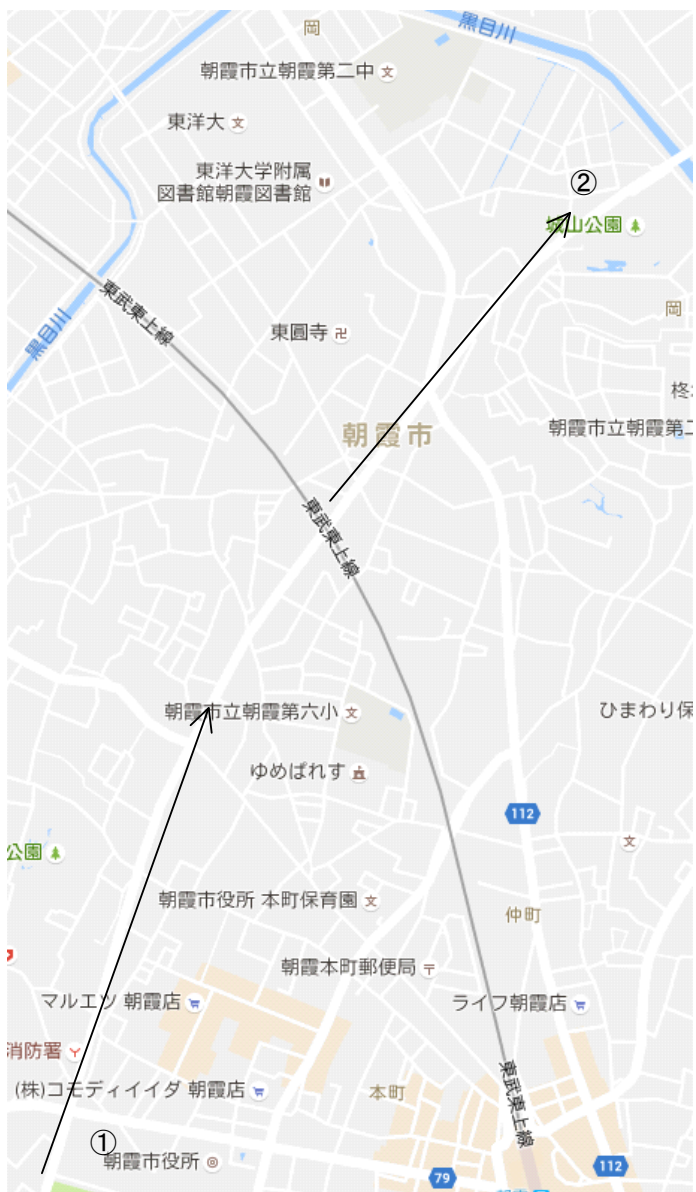 岡
黒目川
朝霞市立朝霞第二中
東洋大
東洋大学附属
図書館朝霞図書館
②
城山公園
東武東上線
岡
黒目川
東圓寺
柊
朝霞市
朝霞市立朝霞第二
東武東上線
朝霞市立朝霞第六小
ひまわり保
ゆめぱれす
112
公園
朝霞市役所 本町保育園
仲町
朝霞本町郵便局
マルエツ 朝霞店
ライフ朝霞店
消防署
(株)コモディイイダ 朝霞店
本町
東武東上線
①
朝霞市役所
112
79